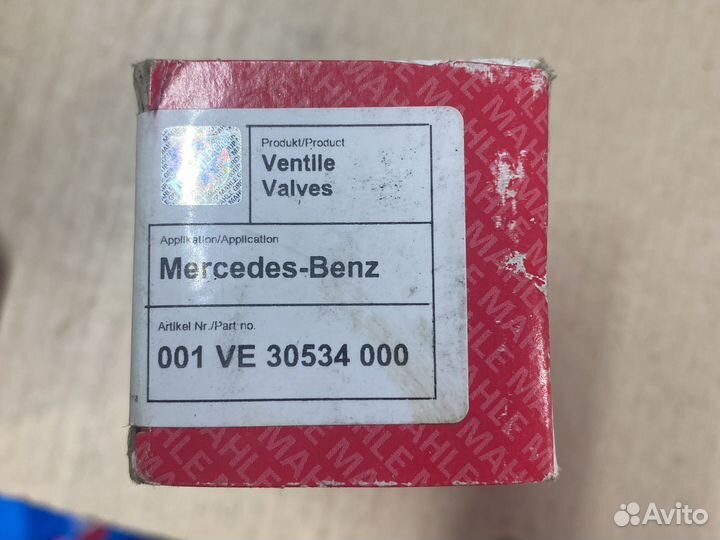 Produkt/Product
Ventile
Valves
Applikation/Application
Mercedes-Benz
Artikel Nr./Part no.
001 VE 30534 000
MAHLE
Avito